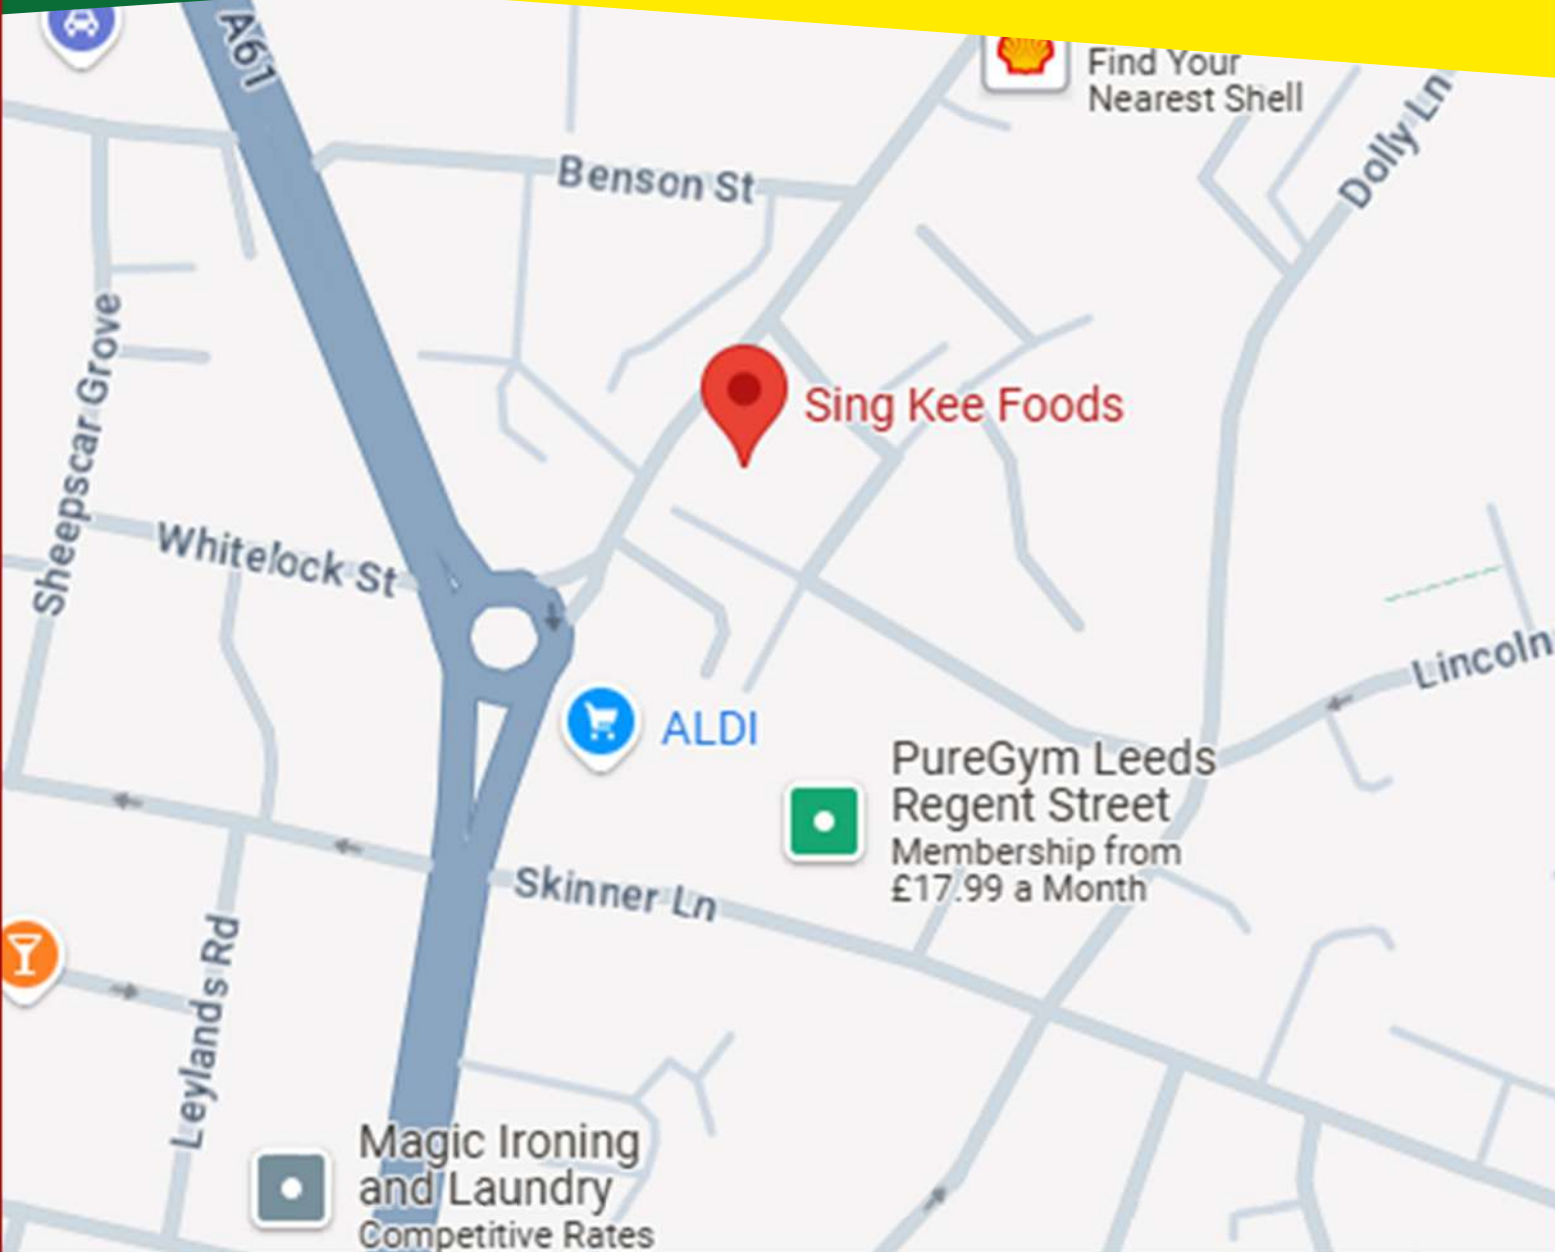 A61
Find Your
Nearest Shell
Dolly Ln
Benson St
Sheepscar Grove
Sing Kee Foods
Whitelock St
Lincoln
ALDI
PureGym Leeds
Regent Street
Membership from
£17.99 a Month
Skinner Ln
Leylands Rd
Magic Ironing
and Laundry
Competitive Rates